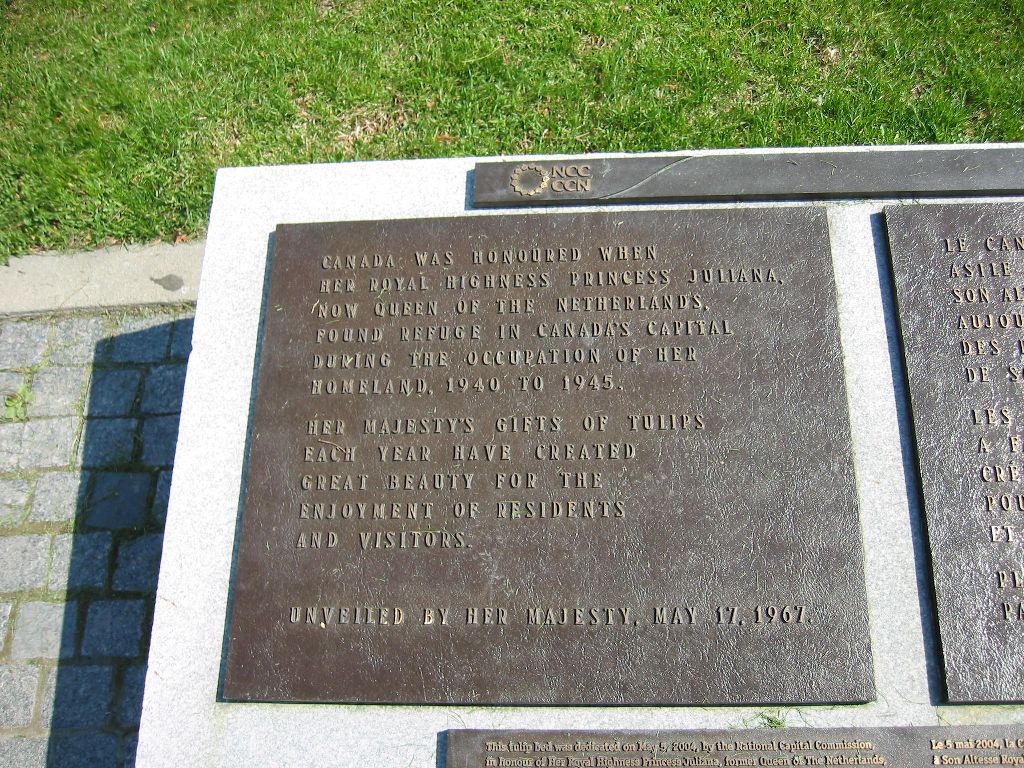 NCC
CCN
CANADA WAS HONOURED WHEN
HER ROYAL HIGHNESS PRINCESS JULIANA,
NOW QUEEN OF THE NETHERLANDS,
FOUND REFUGE IN CANADA'S CAPITAL
DURING THE OCCUPATION OF HER
HOMELAND, 1940 TO 1945.
HER MAJESTY'S GIFTS OF TULIPS
EACH YEAR HAVE CREATED
GREAT BEAUTY FOR THE
ENJOYMENT OF RESIDENTS
AND VISITORS.
UNVEILED BY HER MAJESTY, MAY 17, 1967.
LE CAN
ASILE
SON AL
AUJOU
DES
DE S
LES
A F
CRÉ
POU
ET
PL
PA
This tulip bed was dedicated on May 5, 2004, by the National Capital Commission,
in honour of Her Royal Highness Princess Juliana, former Queen of The Netherlands,
Le 5 mai 2004, la C
à Son Altesse Roya